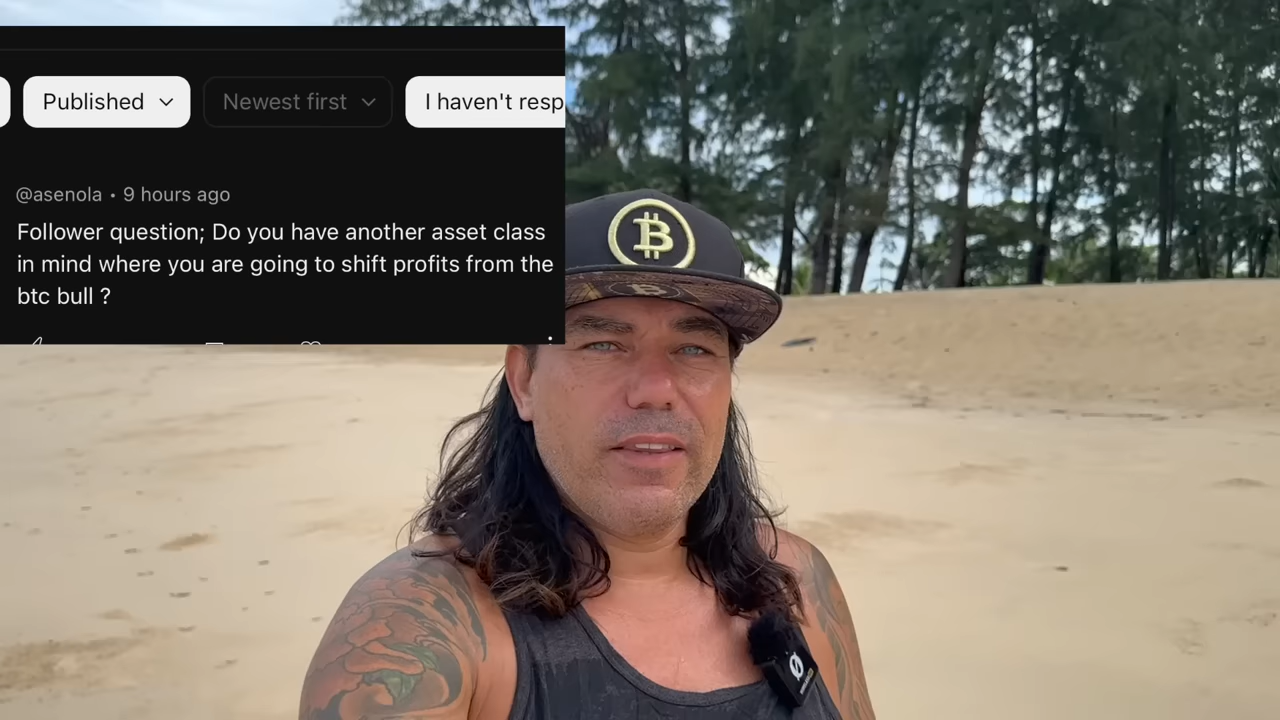 Published
Newest first
I haven't resp
@asenola • 9 hours ago
Follower question; Do you have another asset class
in mind where you are going to shift profits from the
btc bull ?